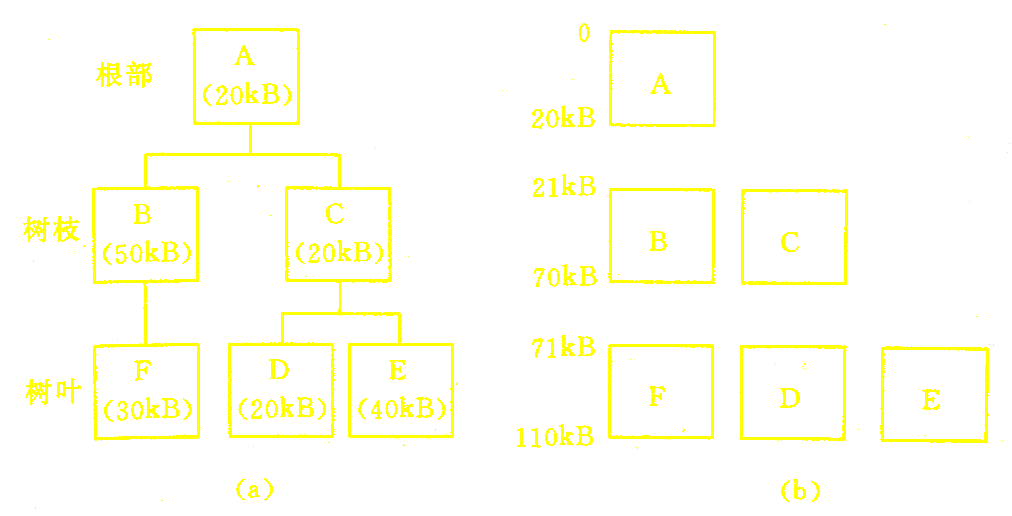 根部
A
(20kB)
树枝
B
(50kB)
C
(20kB)
树叶
F
(30kB)
D
(20kB)
E
(40kB)
(a)
0
A
20kB
21kB
B
C
70kB
71kB
F
D
E
110kB
(b)